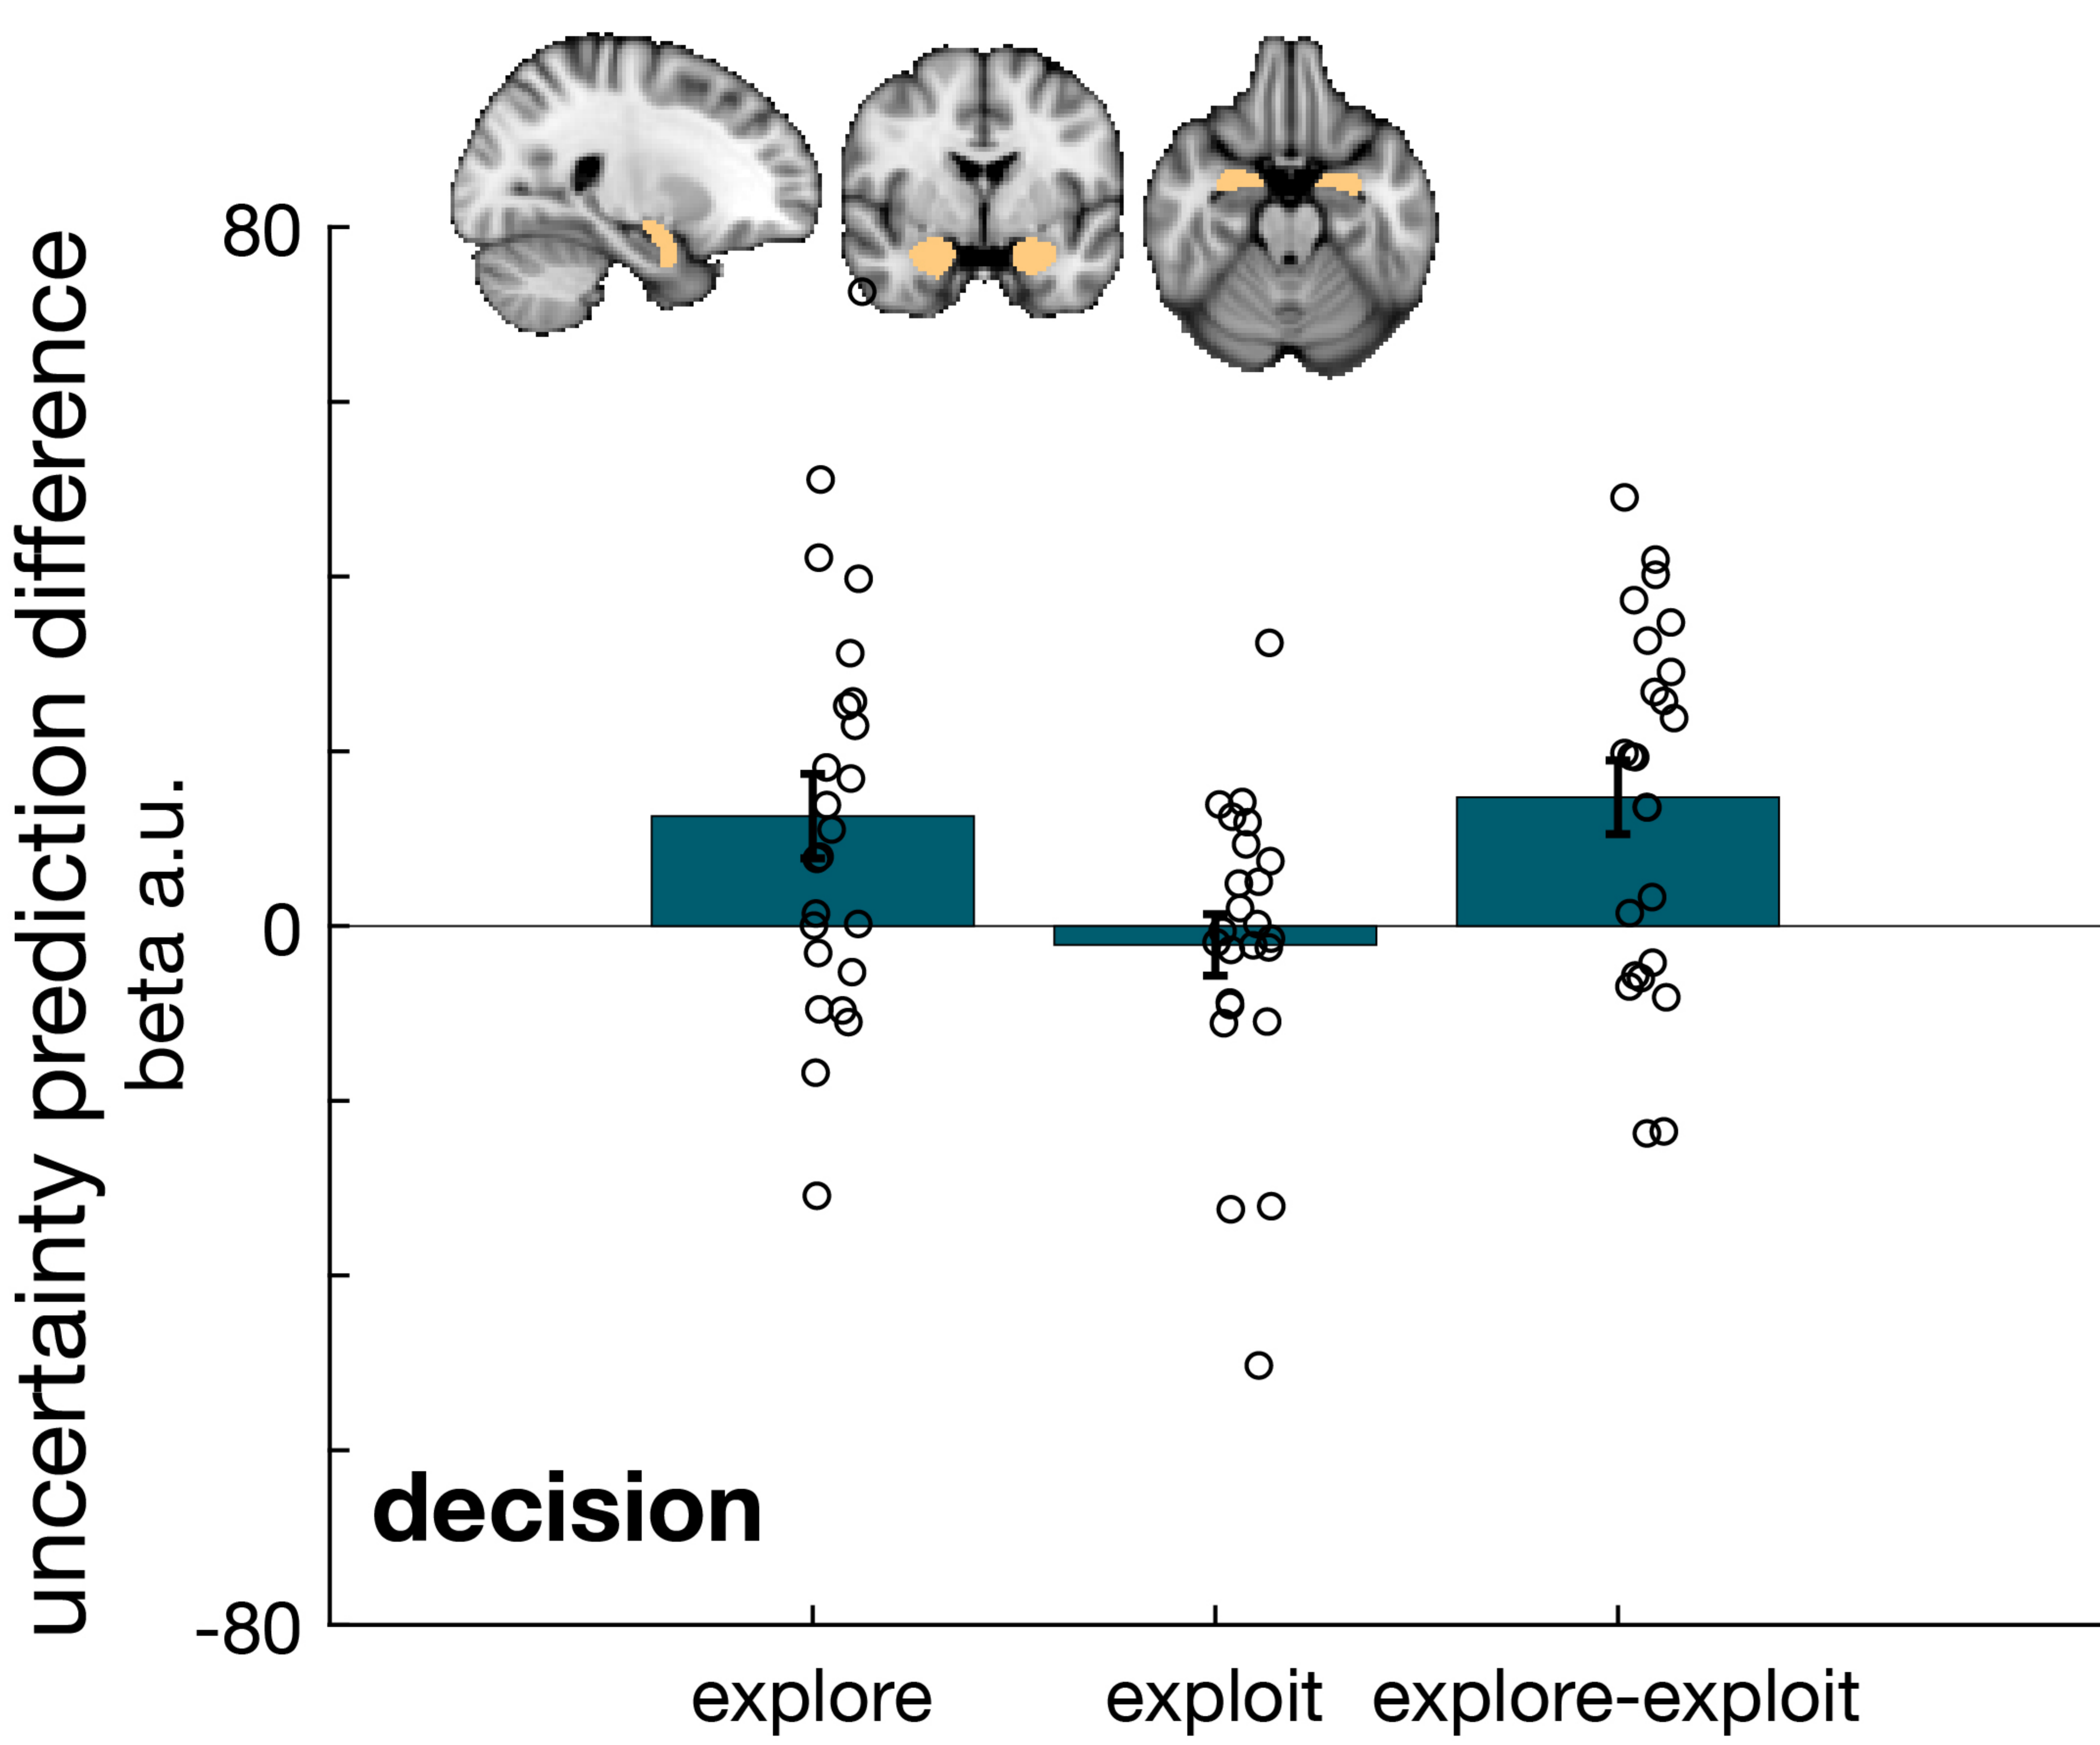 uncertainty prediction difference
beta a.u.
80
0
-80
decision
explore
exploit
explore-exploit